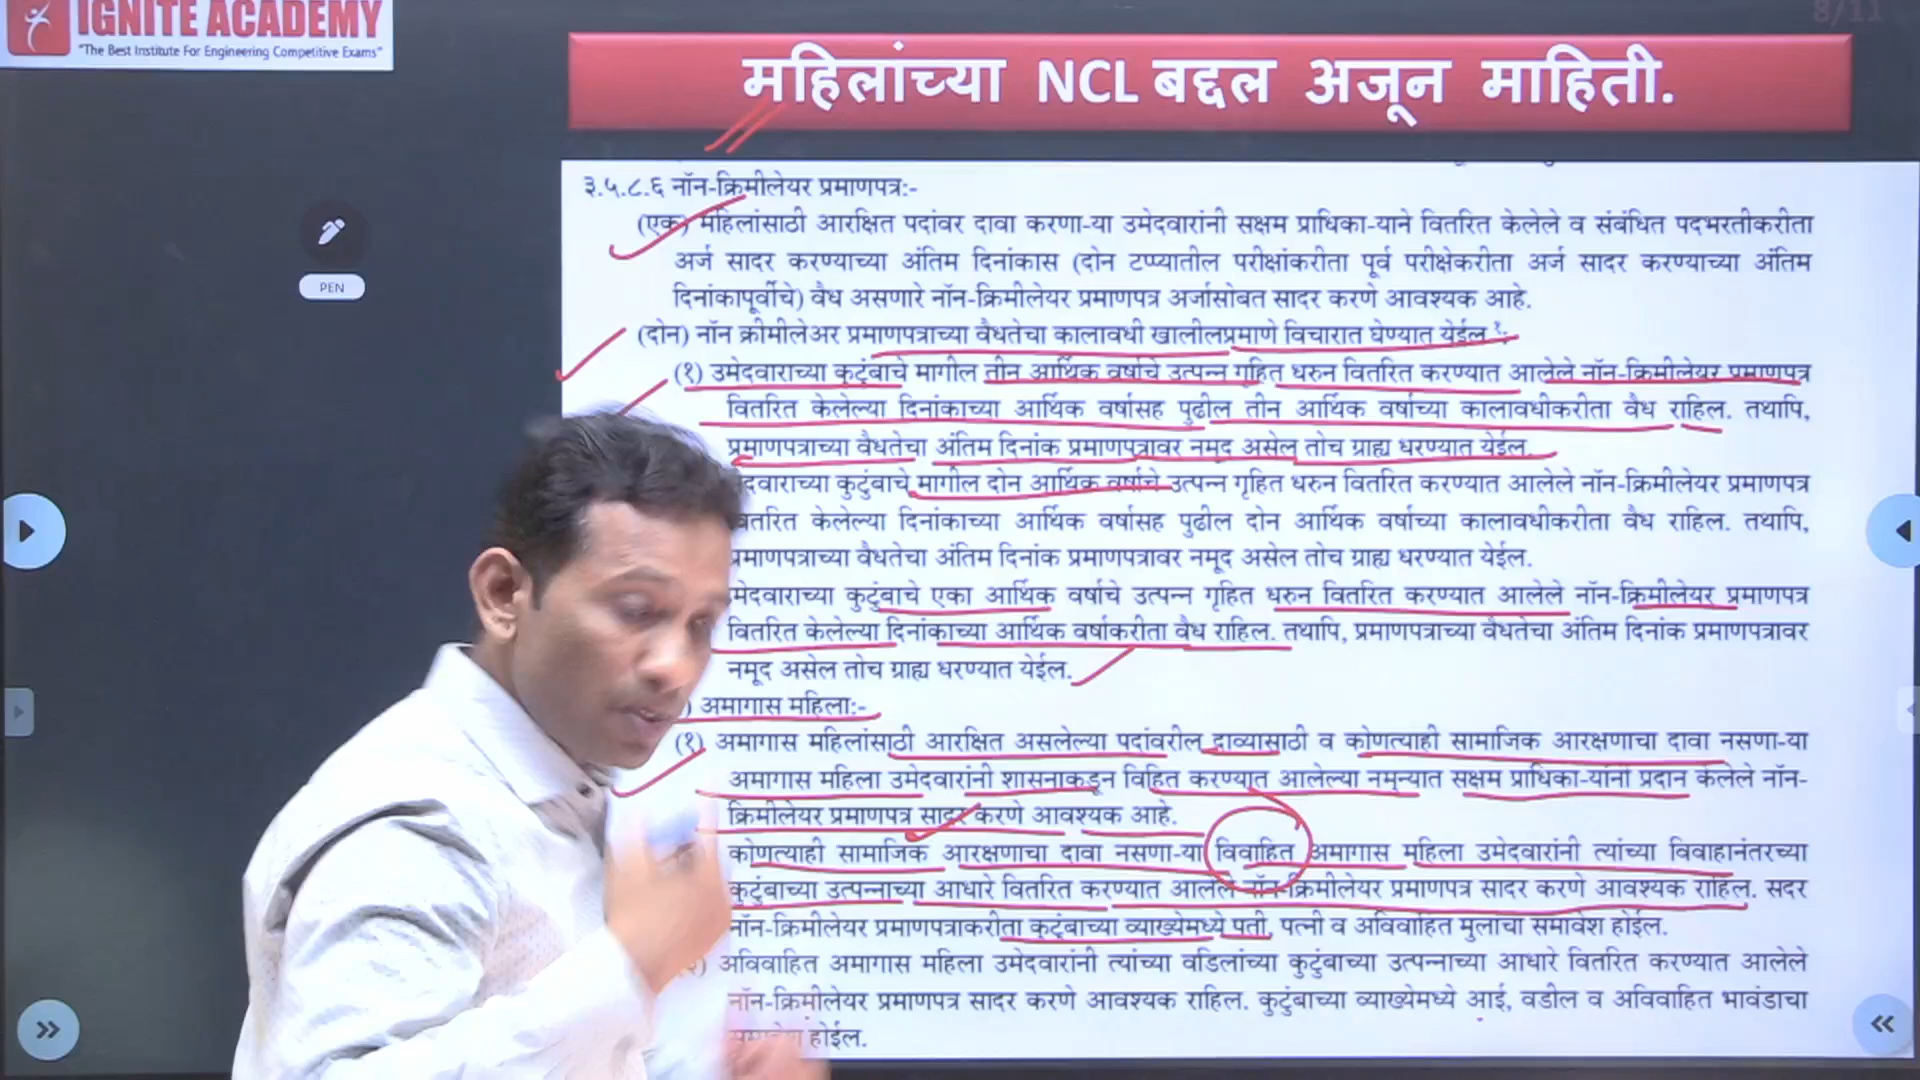 IGNITE ACADEMY
"The Best Institute For Engineering Competitive Exams"
8/11
महिलांच्या NCL बद्दल अजून माहिती.
PEN
३.५.८.६ नॉन-क्रिमीलेयर प्रमाणपत्र:-
(एक) महिलांसाठी आरक्षित पदांवर दावा करणा-या उमेदवारांनी सक्षम प्राधिका-याने वितरित केलेले व संबंधित पदभरतीकरीता
अर्ज सादर करण्याच्या अंतिम दिनांकास (दोन टप्प्यातील परीक्षांकरीता पूर्व परीक्षेकरीता अर्ज सादर करण्याच्या अंतिम
दिनांकापूर्वीचे) वैध असणारे नॉन-क्रिमीलेयर प्रमाणपत्र अर्जासोबत सादर करणे आवश्यक आहे.
(दोन) नॉन क्रीमीलेअर प्रमाणपत्राच्या वैधतेचा कालावधी खालीलप्रमाणे विचारात घेण्यात येईल
(१) उमेदवाराच्या कुटुंबाचे मागील तीन आर्थिक वर्षाचे उत्पन्न गृहित धरुन वितरित करण्यात आलेले नॉन-क्रिमीलेयर प्रमाणपत्र
वितरित केलेल्या दिनांकाच्या आर्थिक वर्षासह पुढील तीन आर्थिक वर्षाच्या कालावधीकरीता वैध राहिल. तथापि,
प्रमाणपत्राच्या वैधतेचा अंतिम दिनांक प्रमाणपत्रावर नमूद असेल तोच ग्राह्य धरण्यात येईल.
कुटुंबाचे मागील दोन आर्थिक वर्षाचे उत्पन्न गृहित धरुन वितरित करण्यात आलेले नॉन-क्रिमीलेयर प्रमाणपत्र
केलेल्या दिनांकाच्या आर्थिक वर्षासह पुढील दोन आर्थिक वर्षाच्या कालावधीकरीता वैध राहिल. तथापि,
प्रमाणपत्राच्या वैधतेचा अंतिम दिनांक प्रमाणपत्रावर नमूद असेल तोच ग्राह्य धरण्यात येईल.
कुटुंबाचे एका आर्थिक वर्षाचे उत्पन्न गृहित धरुन वितरित करण्यात आलेले नॉन-क्रिमीलेयर प्रमाणपत्र
वितरित केलेल्या दिनांकाच्या आर्थिक वर्षाकरीता वैध राहिल. तथापि, प्रमाणपत्राच्या वैधतेचा अंतिम दिनांक प्रमाणपत्रावर
नमूद असेल तोच ग्राह्य धरण्यात येईल.
) अमागास महिला:-
(१) अमागास महिलांसाठी आरक्षित असलेल्या पदांवरील दाव्यासाठी व कोणत्याही सामाजिक आरक्षणाचा दावा नसणा-या
अमागास महिला उमेदवारांनी शासनाकडून विहित करण्यात आलेल्या नमुन्यात सक्षम प्राधिका-यांनी प्रदान केलेले नॉन-
क्रिमीलेयर प्रमाणपत्र सादर करणे आवश्यक आहे.
कोणत्याही सामाजिक आरक्षणाचा दावा नसणा-या विवाहित अमागास महिला उमेदवारांनी त्यांच्या विवाहानंतरच्या
कुटुंबाच्या उत्पन्नाच्या आधारे वितरित करण्यात आलेले नॉन-क्रिमीलेयर प्रमाणपत्र सादर करणे आवश्यक राहिल. सदर
नॉन-क्रिमीलेयर प्रमाणपत्राकरीता कुटुंबाच्या व्याख्येमध्ये पती, पत्नी व अविवाहित मुलाचा समावेश होईल.
) अविवाहित अमागास महिला उमेदवारांनी त्यांच्या वडिलांच्या कुटुंबाच्या उत्पन्नाच्या आधारे वितरित करण्यात आलेले
नॉन-क्रिमीलेयर प्रमाणपत्र सादर करणे आवश्यक राहिल. कुटुंबाच्या व्याख्येमध्ये आई, वडील व अविवाहित भावंडाचा
होईल.